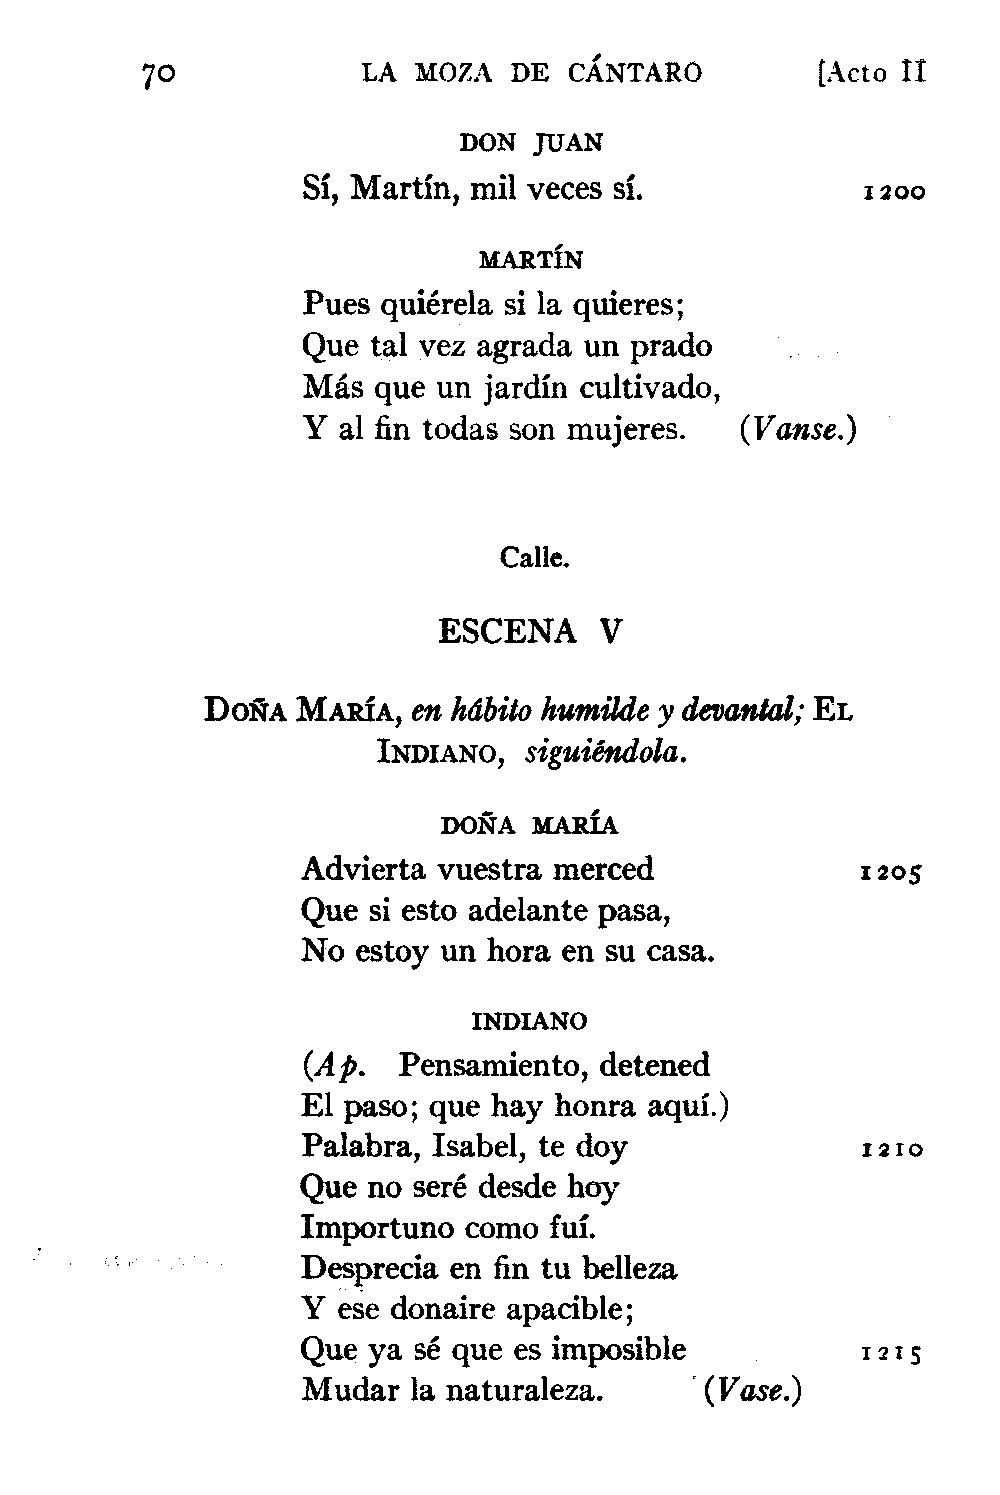 70 LA MOZA DE CÁNTARO [Acto II
DON JUAN
Sí, Martín, mil veces sí. 1200
MARTÍN
Pues quiérela si la quieres;
Que tal vez agrada un prado
Más que un jardín cultivado,
Y al fin todas son mujeres. (Vanse.)
Calle.
ESCENA V
DOÑA MARÍA, en hábito humilde y devantal; EL
INDIANO, siguiéndola.
DOÑA MARÍA
Advierta vuestra merced 1205
Que si esto adelante pasa,
No estoy un hora en su casa.
INDIANO
(Ap. Pensamiento, detened
El paso; que hay honra aquí.)
Palabra, Isabel, te doy 1210
Que no seré desde hoy
Importuno como fuí.
Desprecia en fin tu belleza
Y ese donaire apacible;
Que ya sé que es imposible 1215
Mudar la naturaleza. (Vase.)